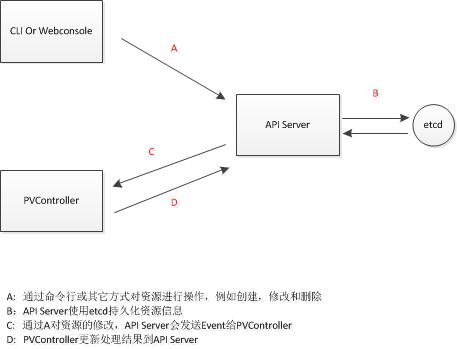 CLI Or Webconsole
A
B
API Server
etcd
C
PVController
D
A: 通过命令行或其它方式对资源进行操作，例如创建，修改和删除
B: API Server使用etcd持久化资源信息
C: 通过A对资源的修改，API Server会发送Event给PVController
D: PVController更新处理结果到API Server